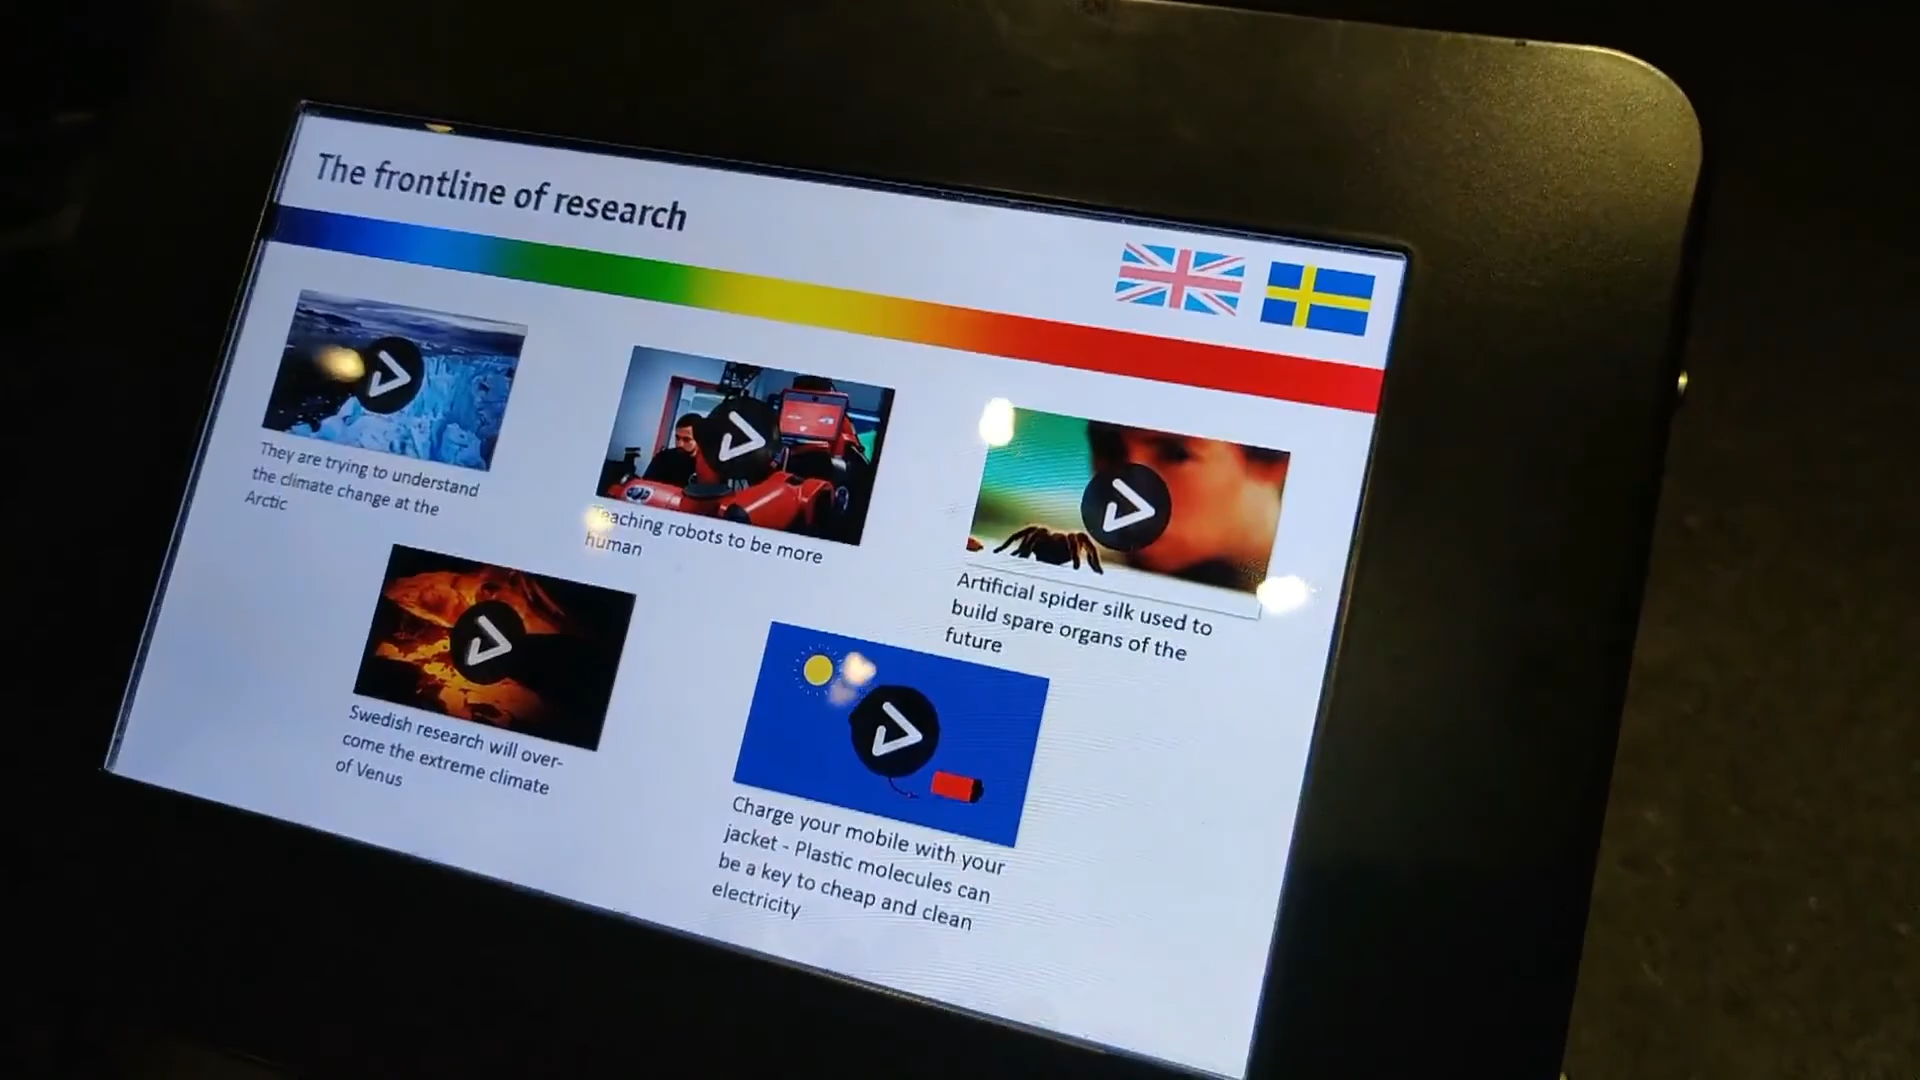 The frontline of research
They are trying to understand
the climate change at the
Arctic
Teaching robots to be more
human
Artificial spider silk used to
build spare organs of the
future
Swedish research will over-
come the extreme climate
of Venus
Charge your mobile with your
jacket - Plastic molecules can
be a key to cheap and clean
electricity